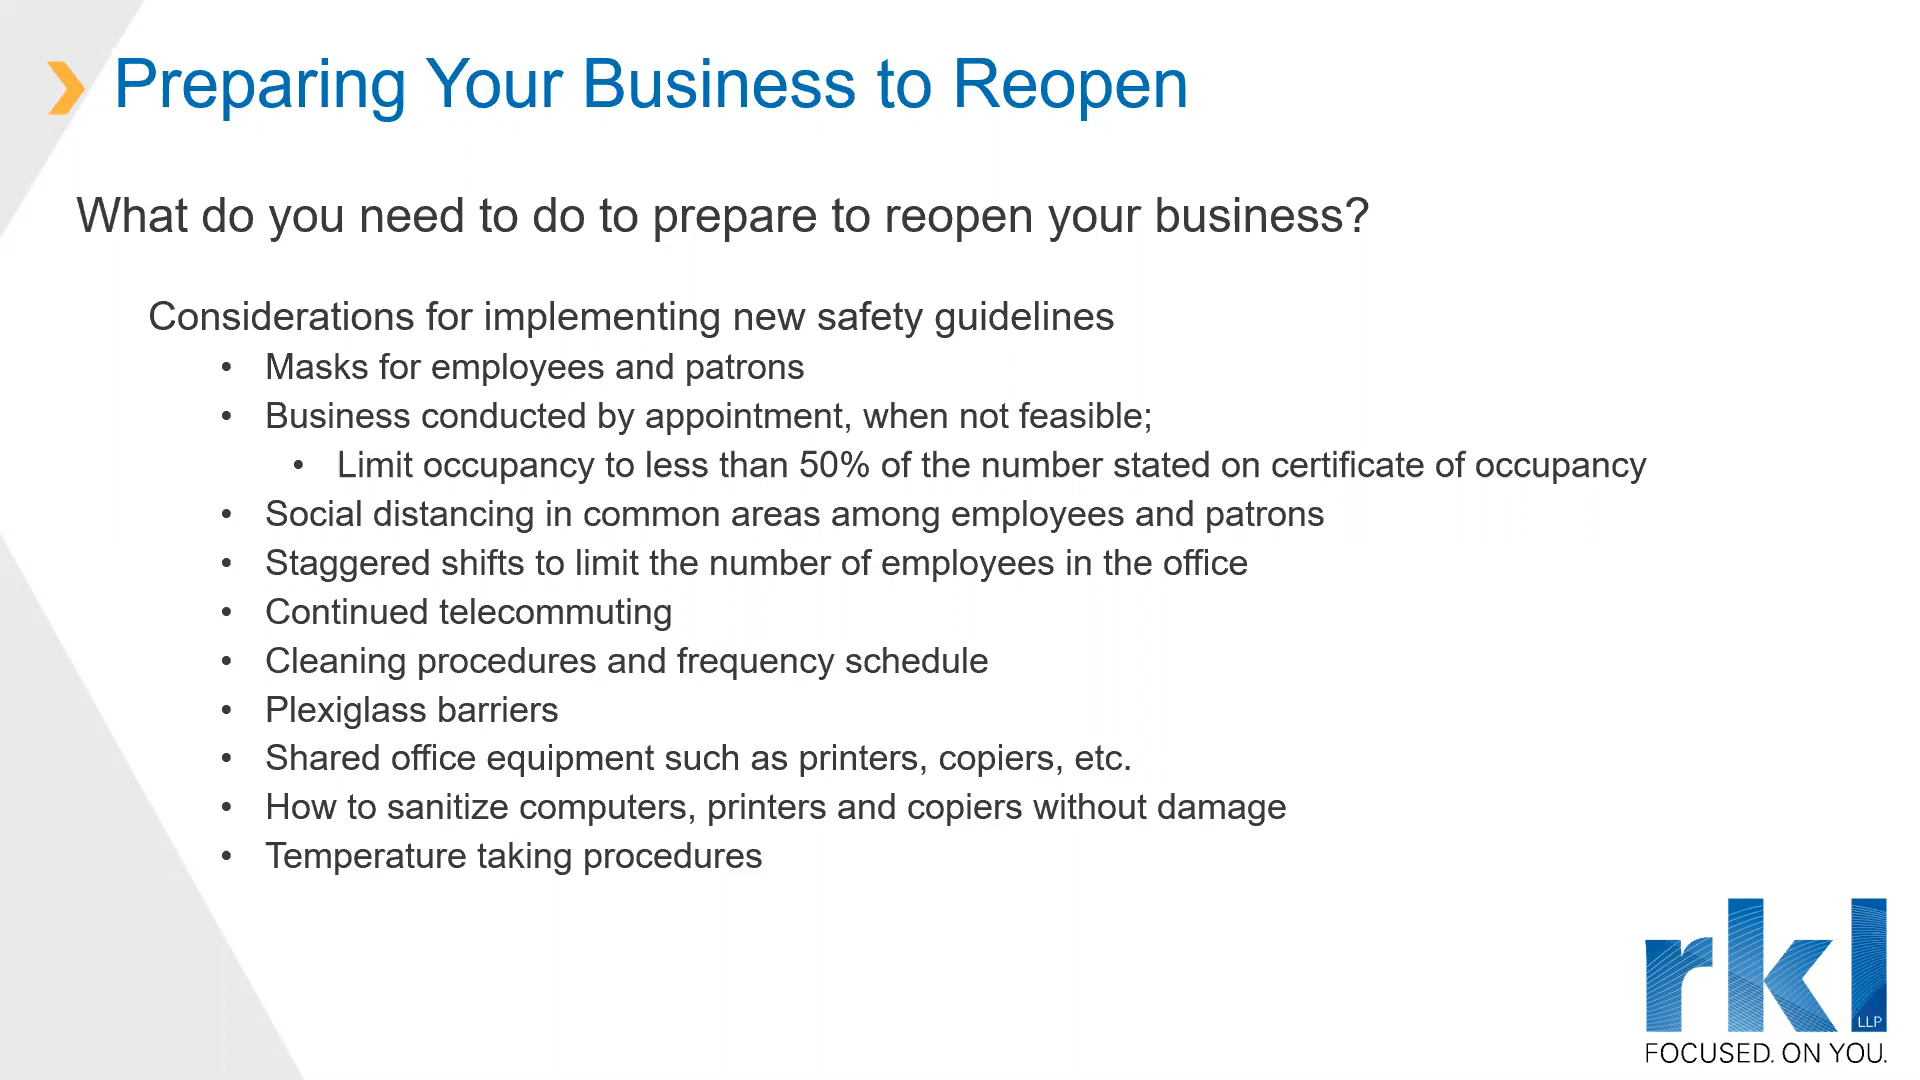 Preparing Your Business to Reopen
What do you need to do to prepare to reopen your business?
Considerations for implementing new safety guidelines
• Masks for employees and patrons
• Business conducted by appointment, when not feasible;
• Limit occupancy to less than 50% of the number stated on certificate of occupancy
• Social distancing in common areas among employees and patrons
• Staggered shifts to limit the number of employees in the office
• Continued telecommuting
• Cleaning procedures and frequency schedule
• Plexiglass barriers
• Shared office equipment such as printers, copiers, etc.
• How to sanitize computers, printers and copiers without damage
• Temperature taking procedures
rkl
LLP
FOCUSED. ON YOU.